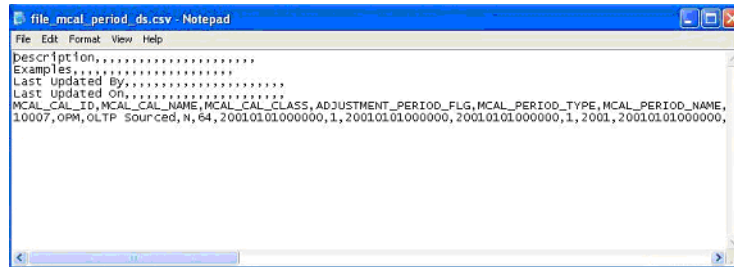 file_mcal_period_ds.csv - Notepad
File Edit Format View Help
Description,,,,,,,,,,,,,,,,,,,,,,
Examples,,,,,,,,,,,,,,,,,,,,,,
Last Updated By,,,,,,,,,,,,,,,,,,,,,,
Last Updated On,,,,,,,,,,,,,,,,,,,,,,
MCAL_CAL_ID,MCAL_CAL_NAME,MCAL_CAL_CLASS,ADJUSTMENT_PERIOD_FLG,MCAL_PERIOD_TYPE,MCAL_PERIOD_NAME,
10007,OPM,OLTP Sourced,N,64,20010101000000,1,20010101000000,20010101000000,1,2001,20010101000000,